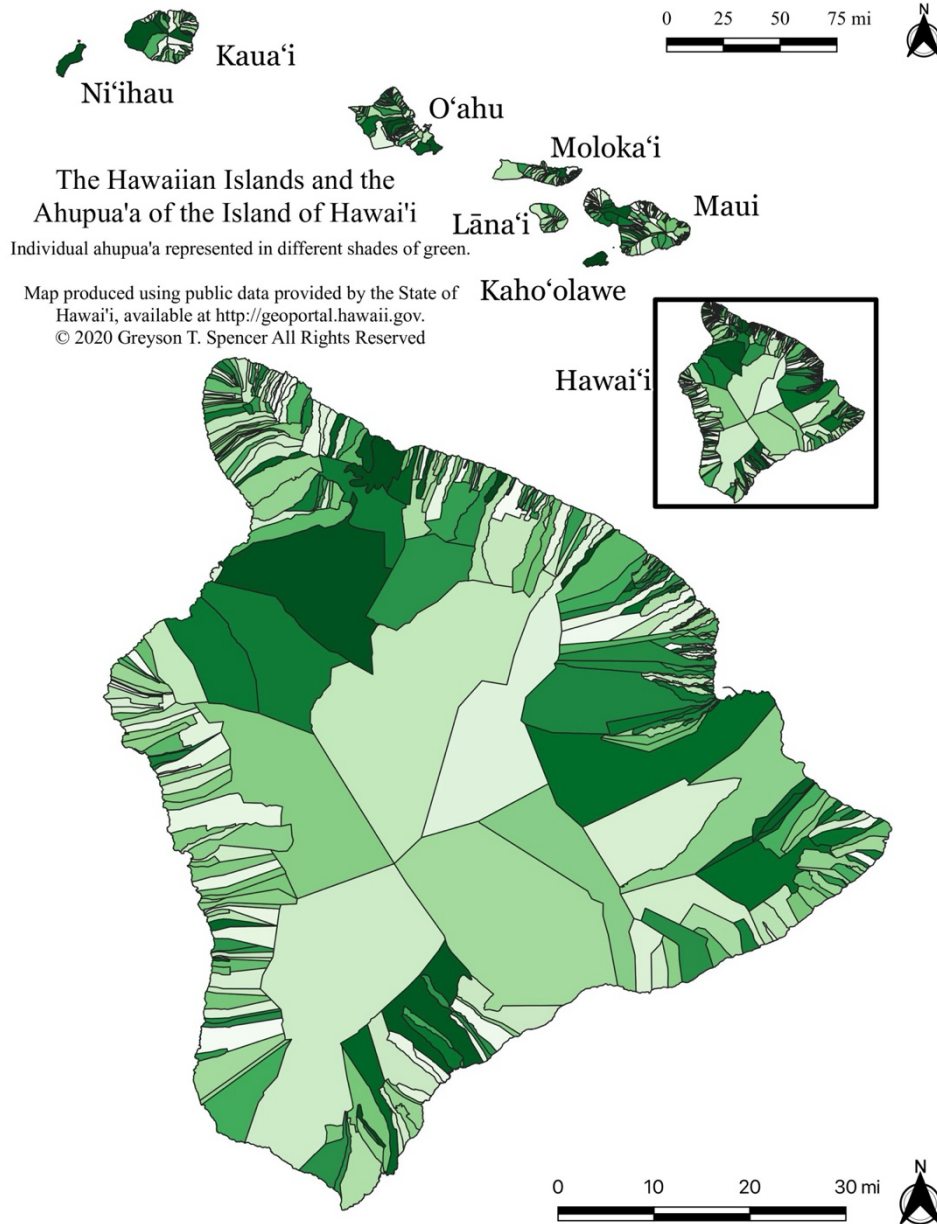 0 25 50 75 mi
N
Kauaʻi
Niʻihau
Oʻahu
Molokaʻi
The Hawaiian Islands and the
Ahupua'a of the Island of Hawai'i
Lānaʻi
Maui
Individual ahupua'a represented in different shades of green.
Kahoʻolawe
Map produced using public data provided by the State of
Hawai'i, available at http://geoportal.hawaii.gov.
© 2020 Greyson T. Spencer All Rights Reserved
Hawaiʻi
0 10 20 30 mi
N